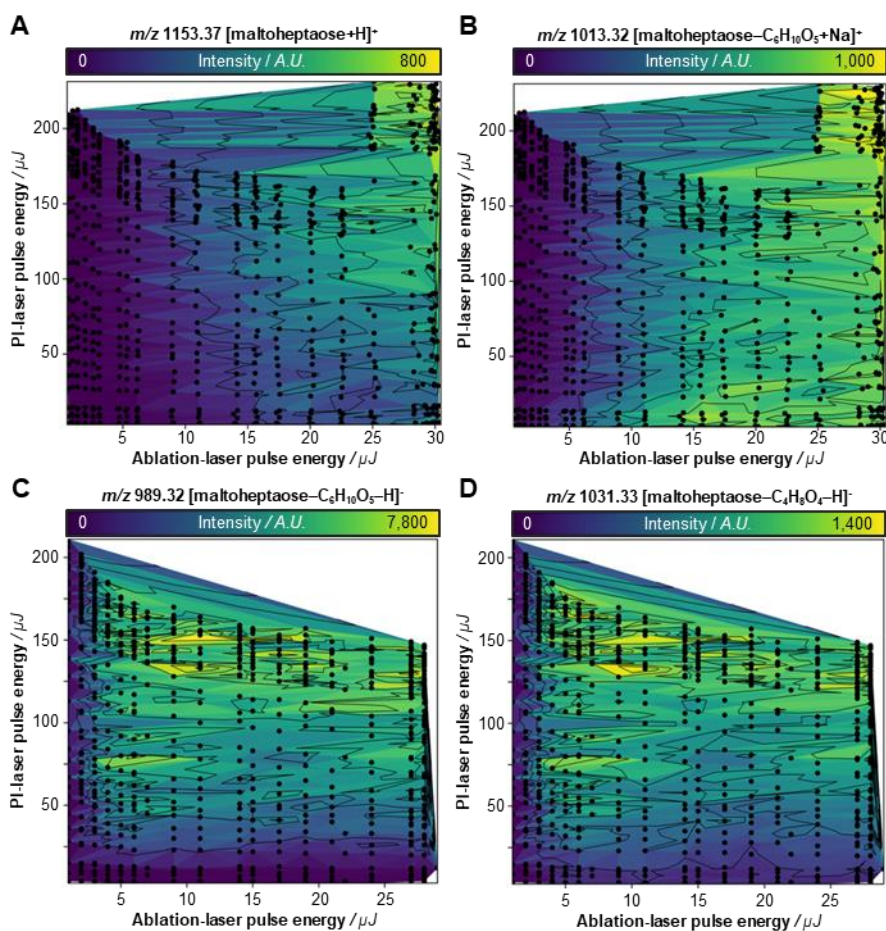 A
m/z 1153.37 [maltoheptaose+H]⁺
0 Intensity / A.U. 800
PI-laser pulse energy / µJ
200
150
100
50
5 10 15 20 25 30
Ablation-laser pulse energy / µJ
B
m/z 1013.32 [maltoheptaose–C₆H₁₀O₅+Na]⁺
0 Intensity / A.U. 1,000
PI-laser pulse energy / µJ
200
150
100
50
5 10 15 20 25 30
Ablation-laser pulse energy / µJ
C
m/z 989.32 [maltoheptaose–C₆H₁₀O₅–H]⁻
0 Intensity / A.U. 7,800
PI-laser pulse energy / µJ
200
150
100
50
5 10 15 20 25
Ablation-laser pulse energy / µJ
D
m/z 1031.33 [maltoheptaose–C₄H₈O₄–H]⁻
0 Intensity / A.U. 1,400
PI-laser pulse energy / µJ
200
150
100
50
5 10 15 20 25
Ablation-laser pulse energy / µJ